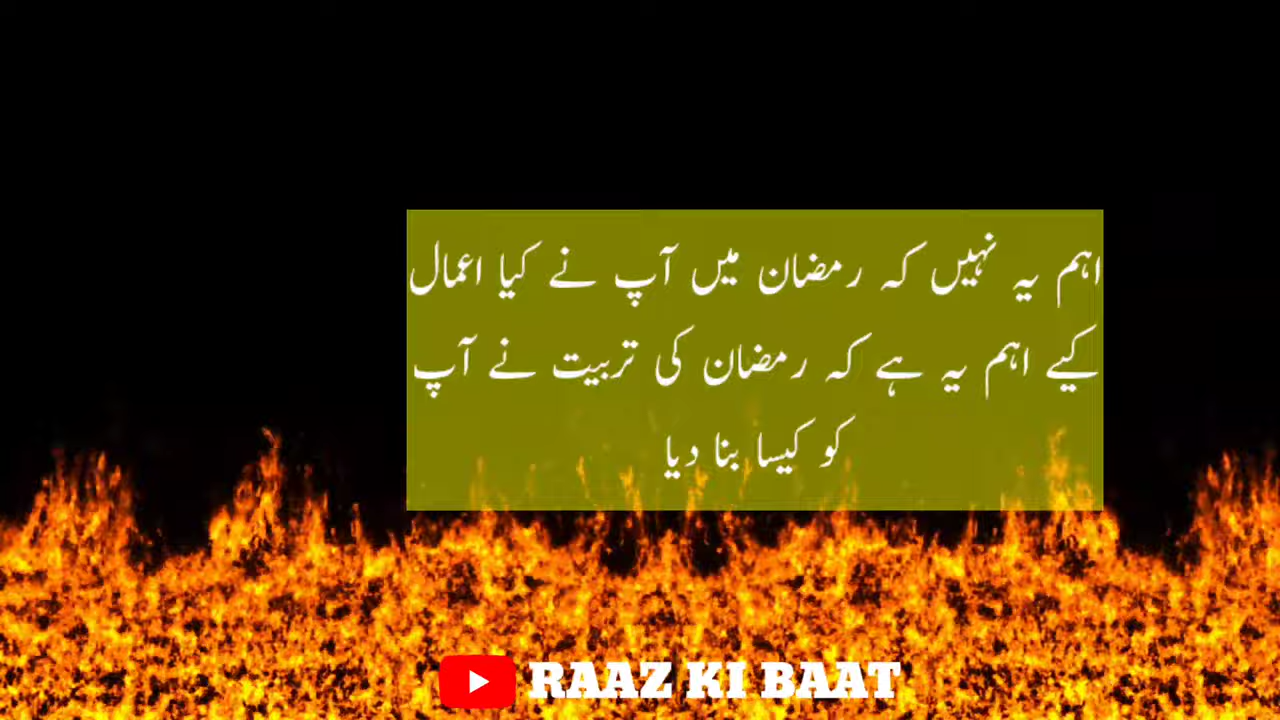 اہم یہ نہیں کہ رمضان میں آپ نے کیا اعمال
کیے اہم یہ ہے کہ رمضان کی تربیت نے آپ
کو کیسا بنا دیا
RAAZ KI BAAT